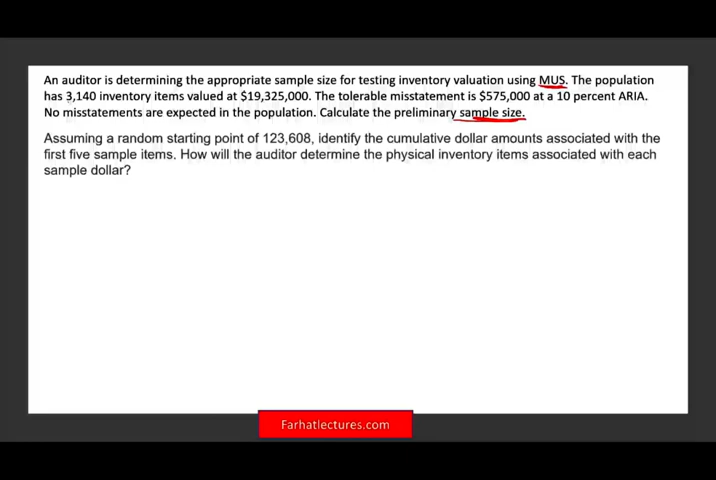 An auditor is determining the appropriate sample size for testing inventory valuation using MUS. The population
has 3,140 inventory items valued at $19,325,000. The tolerable misstatement is $575,000 at a 10 percent ARIA.
No misstatements are expected in the population. Calculate the preliminary sample size.
Assuming a random starting point of 123,608, identify the cumulative dollar amounts associated with the
first five sample items. How will the auditor determine the physical inventory items associated with each
sample dollar?
Farhatlectures.com